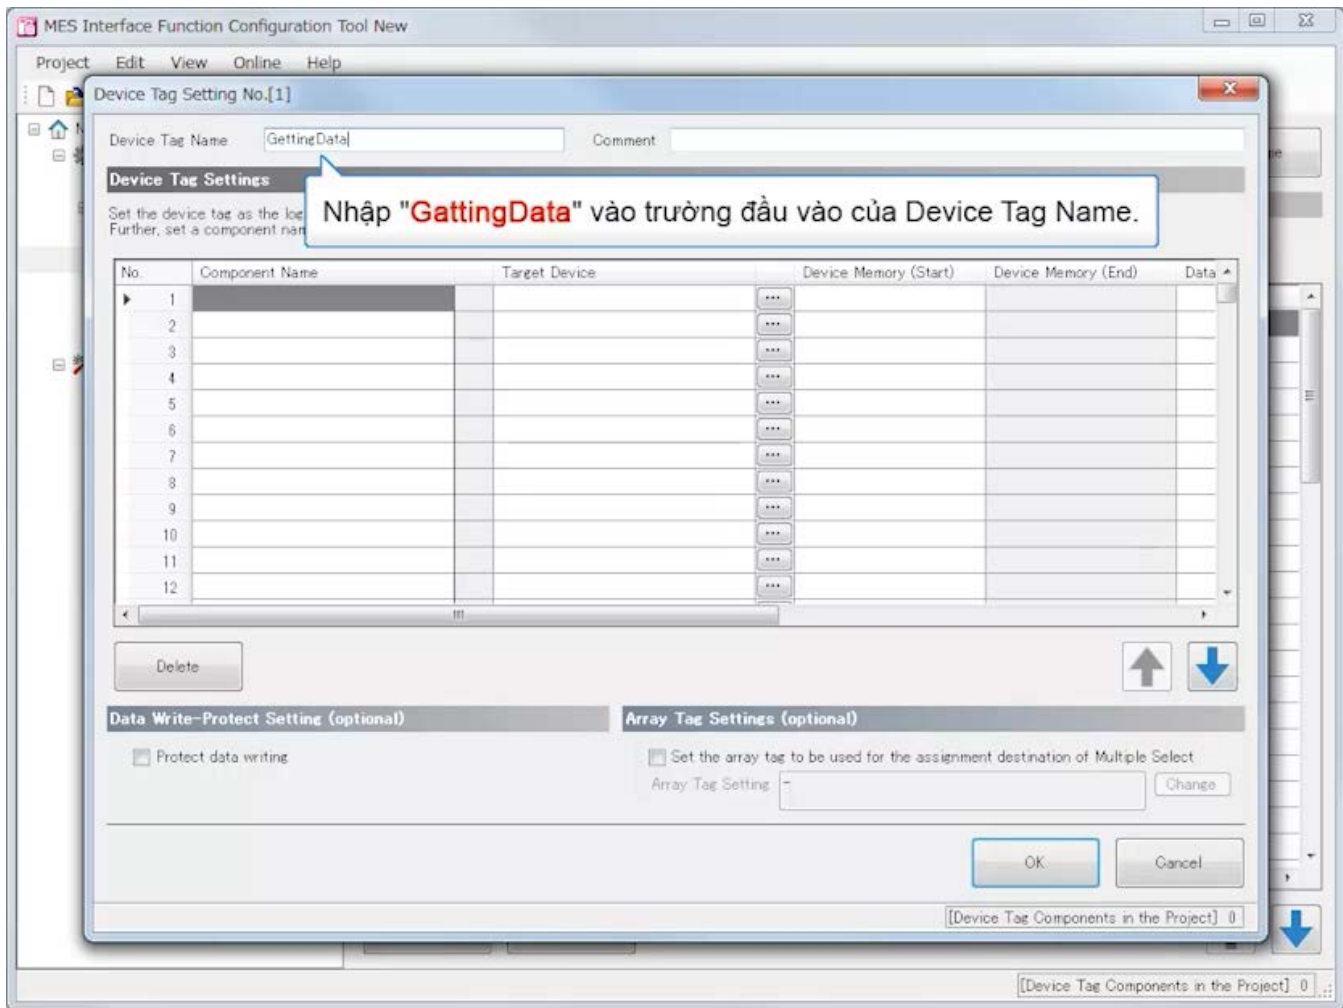 MES Interface Function Configuration Tool New
Project Edit View Online Help
Device Tag Setting No.[1]
Device Tag Name GettingData Comment
Device Tag Settings
Set the device tag as the
Further, set a component
Nhập "GattingData" vào trường đầu vào của Device Tag Name.
No. Component Name Target Device Device Memory (Start) Device Memory (End) Data
1 ...
2 ...
3 ...
4 ...
5 ...
6 ...
7 ...
8 ...
9 ...
10 ...
11 ...
12 ...
Delete
Data Write-Protect Setting (optional) Array Tag Settings (optional)
Protect data writing Set the array tag to be used for the assignment destination of Multiple Select
Array Tag Setting - Change
OK Cancel
[Device Tag Components in the Project] 0
[Device Tag Components in the Project] 0